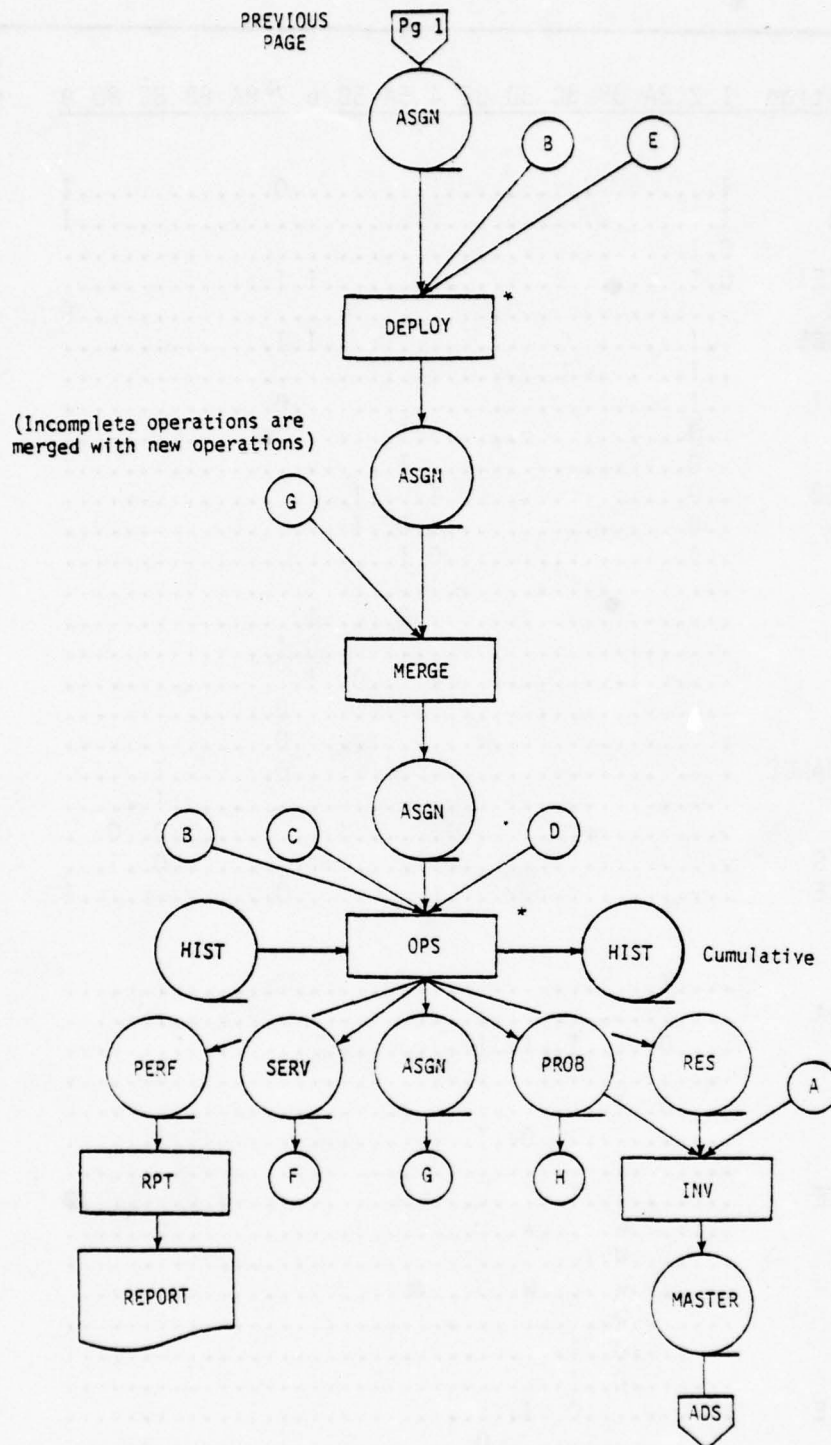 PREVIOUS
PAGE
Pg 1
ASGN
B
E
*
DEPLOY
(Incomplete operations are
merged with new operations)
ASGN
G
MERGE
ASGN
B
C
D
*
HIST
OPS
HIST
Cumulative
PERF
SERV
ASGN
PROB
RES
A
RPT
F
G
H
INV
REPORT
MASTER
ADS